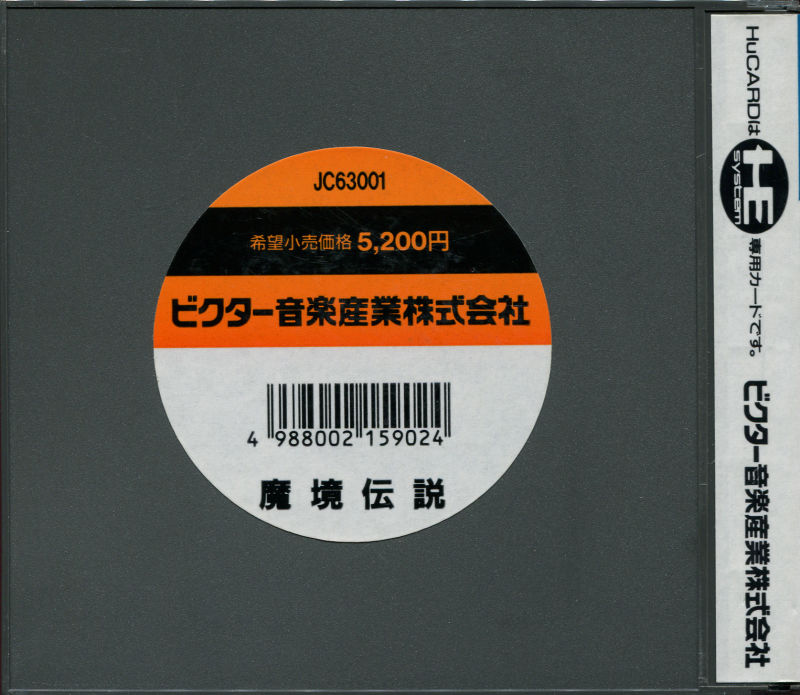 JC63001
希望小売価格 5,200円
ビクター音楽産業株式会社
4 988002 159024
魔境伝説
HuCARDは HE system 専用カードです。 ビクター音楽産業株式会社